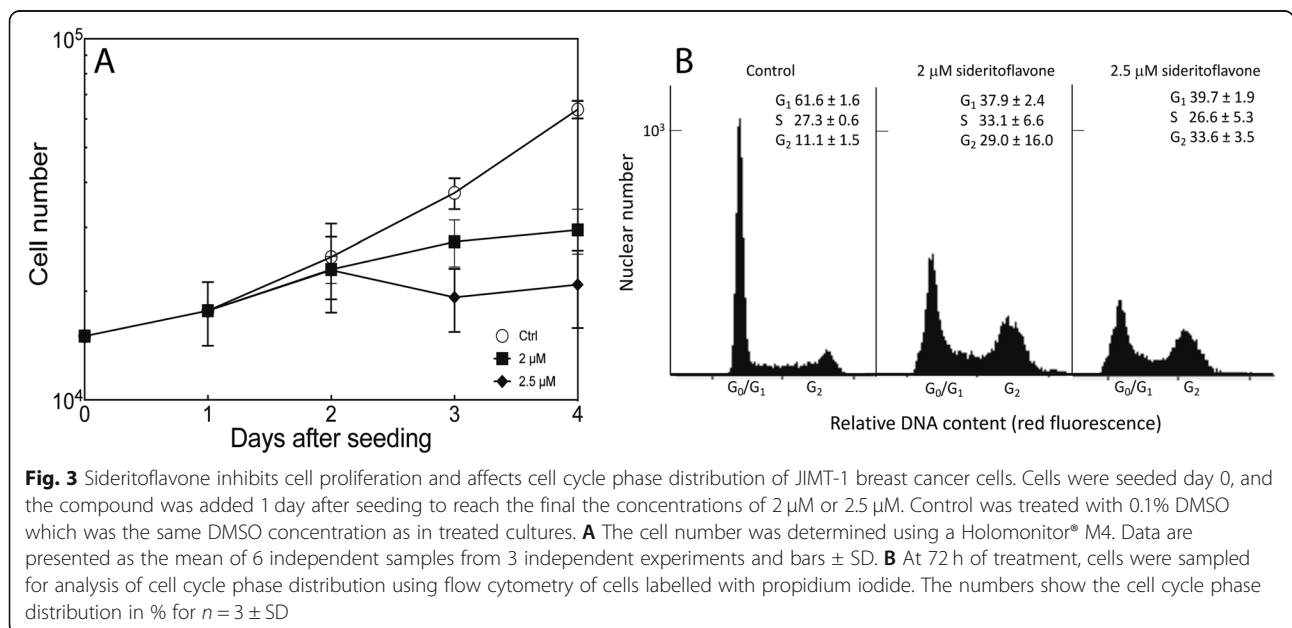 A
10⁵
10⁴
Cell number
0 1 2 3 4
Days after seeding
Ctrl
2 µM
2.5 µM
B
Control
G₁ 61.6 ± 1.6
S 27.3 ± 0.6
G₂ 11.1 ± 1.5
2 µM sideritoflavone
G₁ 37.9 ± 2.4
S 33.1 ± 6.6
G₂ 29.0 ± 16.0
2.5 µM sideritoflavone
G₁ 39.7 ± 1.9
S 26.6 ± 5.3
G₂ 33.6 ± 3.5
10³
Nuclear number
G₀/G₁ G₂ G₀/G₁ G₂ G₀/G₁ G₂
Relative DNA content (red fluorescence)
Fig. 3 Sideritoflavone inhibits cell proliferation and affects cell cycle phase distribution of JIMT-1 breast cancer cells. Cells were seeded day 0, and
the compound was added 1 day after seeding to reach the final the concentrations of 2 µM or 2.5 µM. Control was treated with 0.1% DMSO
which was the same DMSO concentration as in treated cultures. A The cell number was determined using a Holomonitor® M4. Data are
presented as the mean of 6 independent samples from 3 independent experiments and bars ± SD. B At 72 h of treatment, cells were sampled
for analysis of cell cycle phase distribution using flow cytometry of cells labelled with propidium iodide. The numbers show the cell cycle phase
distribution in % for n = 3 ± SD